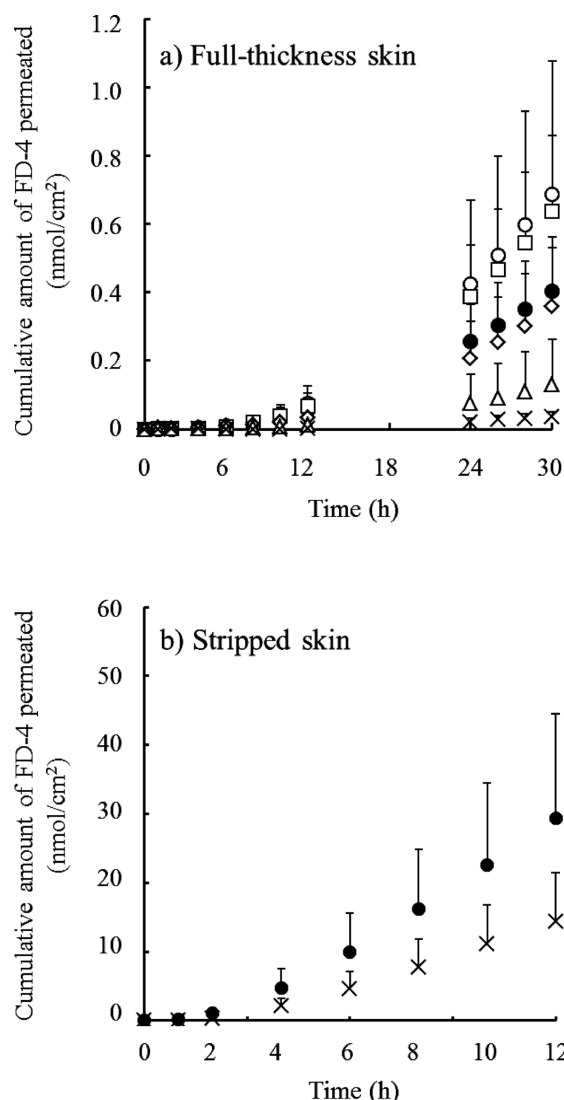 a) Full-thickness skin
Cumulative amount of FD-4 permeated
(nmol/cm²)
1.2
1.0
0.8
0.6
0.4
0.2
0
0 6 12 18 24 30
Time (h)
b) Stripped skin
Cumulative amount of FD-4 permeated
(nmol/cm²)
60
50
40
30
20
10
0
0 2 4 6 8 10 12
Time (h)